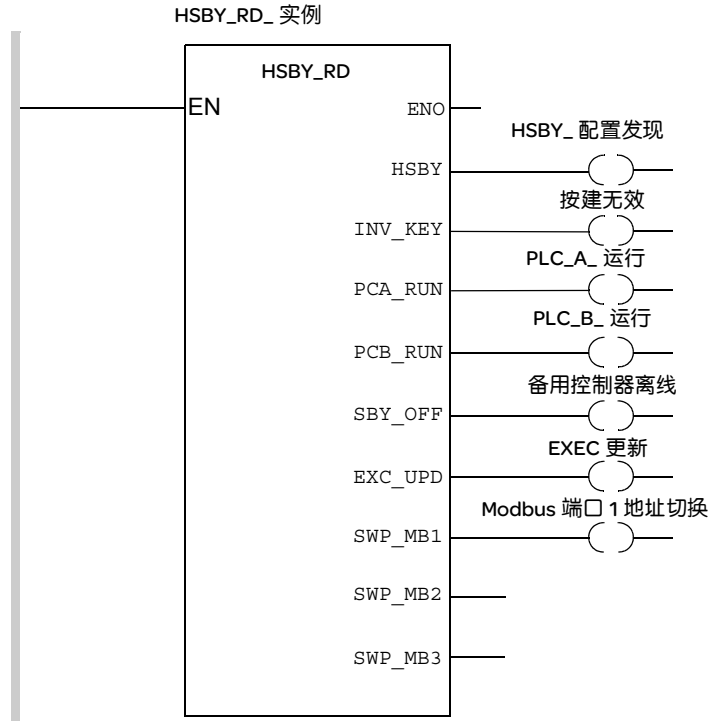 HSBY_RD_ 实例
HSBY_RD
EN
ENO
HSBY_ 配置发现
HSBY
按建无效
INV_KEY
PLC_A_ 运行
PCA_RUN
PLC_B_ 运行
PCB_RUN
备用控制器离线
SBY_OFF
EXEC 更新
EXC_UPD
Modbus 端口 1 地址切换
SWP_MB1
SWP_MB2
SWP_MB3